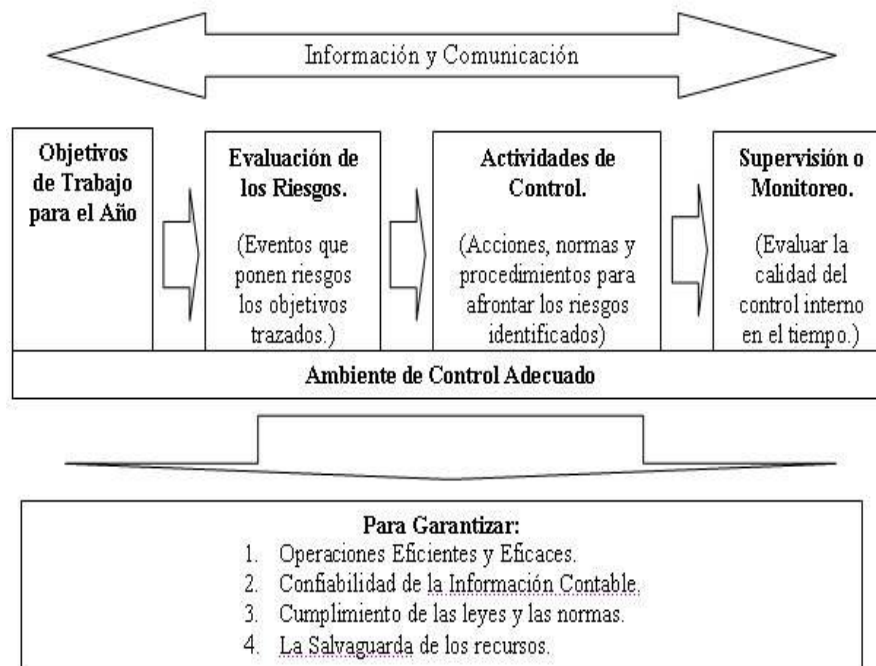 Información y Comunicación
Objetivos
de Trabajo
para el Año
Evaluación de
los Riesgos.
(Eventos que
ponen riesgos
los objetivos
trazados.)
Actividades de
Control.
(Acciones, normas y
procedimientos para
afrontar los riesgos
identificados)
Supervisión o
Monitoreo.
(Evaluar la
calidad del
control interno
en el tiempo.)
Ambiente de Control Adecuado
Para Garantizar:
1. Operaciones Eficientes y Eficaces.
2. Confiabilidad de la Información Contable.
3. Cumplimiento de las leyes y las normas.
4. La Salvaguarda de los recursos.